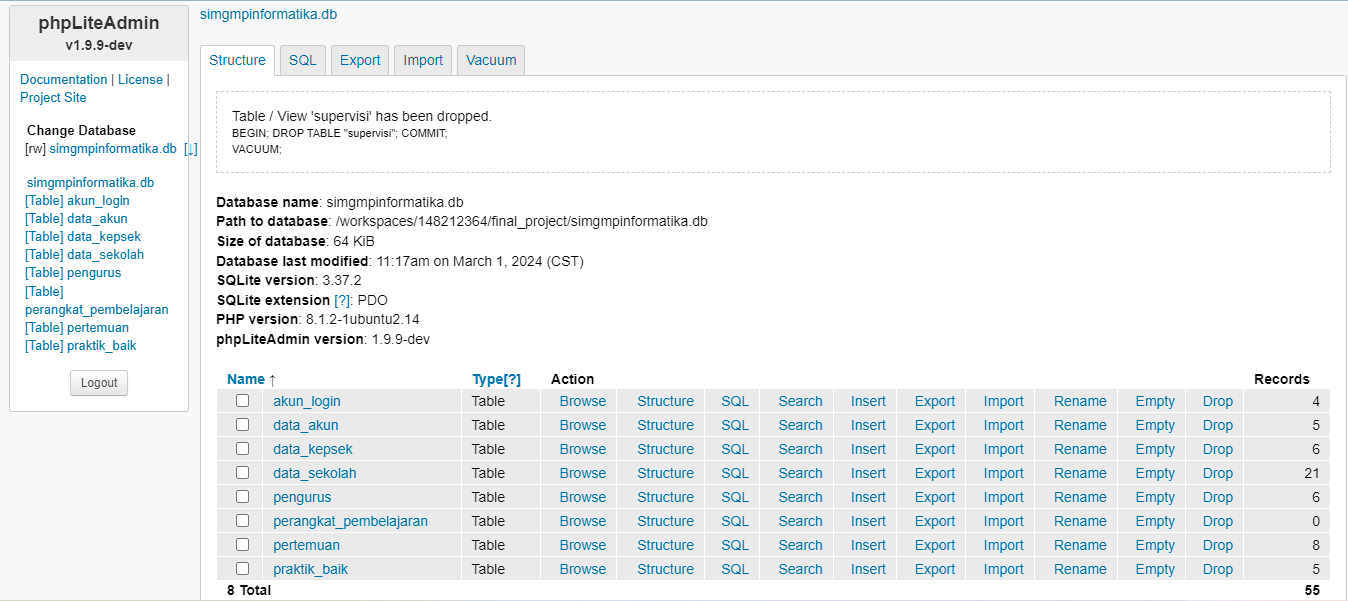 phpLiteAdmin
v1.9.9-dev
Documentation | License |
Project Site
Change Database
[rw] simgmpinformatika.db [↓]
simgmpinformatika.db
[Table] akun_login
[Table] data_akun
[Table] data_kepsek
[Table] data_sekolah
[Table] pengurus
[Table]
perangkat_pembelajaran
[Table] pertemuan
[Table] praktik_baik
Logout
simgmpinformatika.db
Structure SQL Export Import Vacuum
Table / View 'supervisi' has been dropped.
BEGIN; DROP TABLE "supervisi"; COMMIT;
VACUUM;
Database name: simgmpinformatika.db
Path to database: /workspaces/148212364/final_project/simgmpinformatika.db
Size of database: 64 KiB
Database last modified: 11:17am on March 1, 2024 (CST)
SQLite version: 3.37.2
SQLite extension [?]: PDO
PHP version: 8.1.2-1ubuntu2.14
phpLiteAdmin version: 1.9.9-dev
Name ↑ Type[?] Action Records
akun_login Table Browse Structure SQL Search Insert Export Import Rename Empty Drop 4
data_akun Table Browse Structure SQL Search Insert Export Import Rename Empty Drop 5
data_kepsek Table Browse Structure SQL Search Insert Export Import Rename Empty Drop 6
data_sekolah Table Browse Structure SQL Search Insert Export Import Rename Empty Drop 21
pengurus Table Browse Structure SQL Search Insert Export Import Rename Empty Drop 6
perangkat_pembelajaran Table Browse Structure SQL Search Insert Export Import Rename Empty Drop 0
pertemuan Table Browse Structure SQL Search Insert Export Import Rename Empty Drop 8
praktik_baik Table Browse Structure SQL Search Insert Export Import Rename Empty Drop 5
8 Total 55